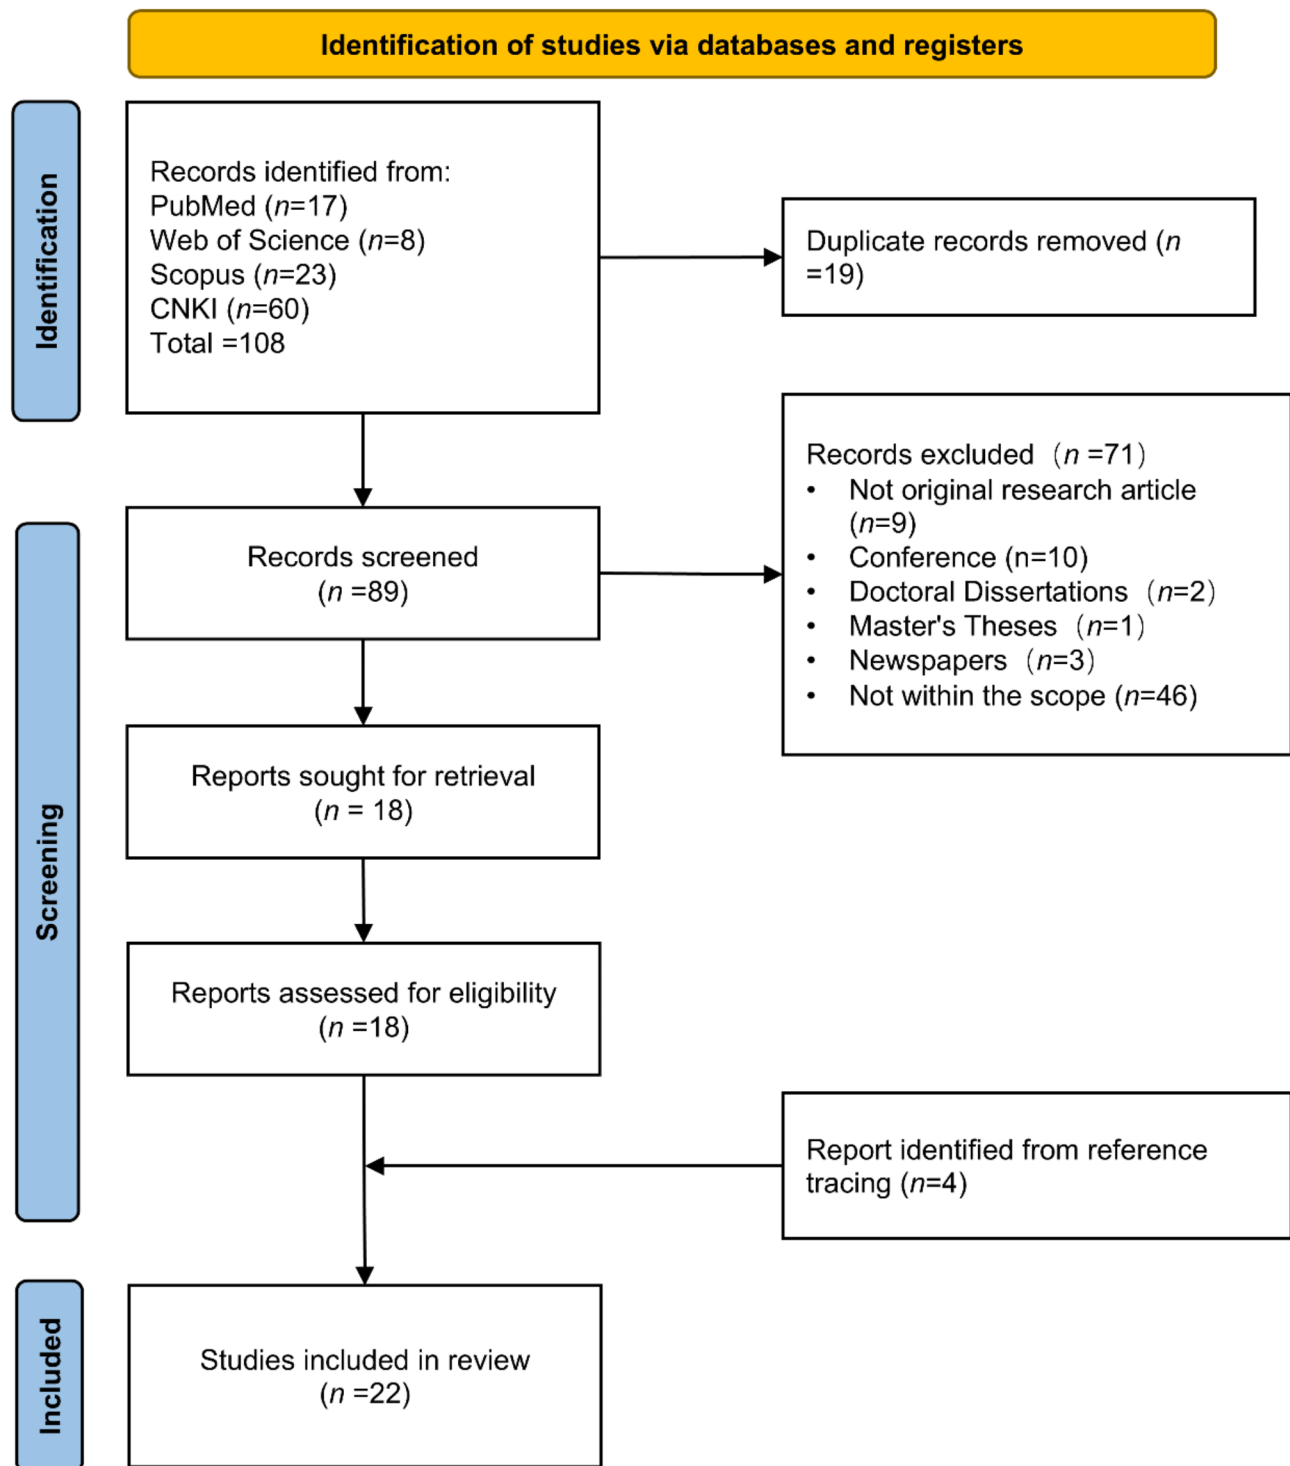 Identification of studies via databases and registers
Identification
Records identified from:
PubMed (n=17)
Web of Science (n=8)
Scopus (n=23)
CNKI (n=60)
Total =108
Duplicate records removed (n
=19)
Records excluded（n =71）
• Not original research article
(n=9)
• Conference (n=10)
• Doctoral Dissertations（n=2）
• Master's Theses（n=1）
• Newspapers（n=3）
• Not within the scope (n=46)
Screening
Records screened
(n =89)
Reports sought for retrieval
(n = 18)
Reports assessed for eligibility
(n =18)
Report identified from reference
tracing (n=4)
Included
Studies included in review
(n =22)